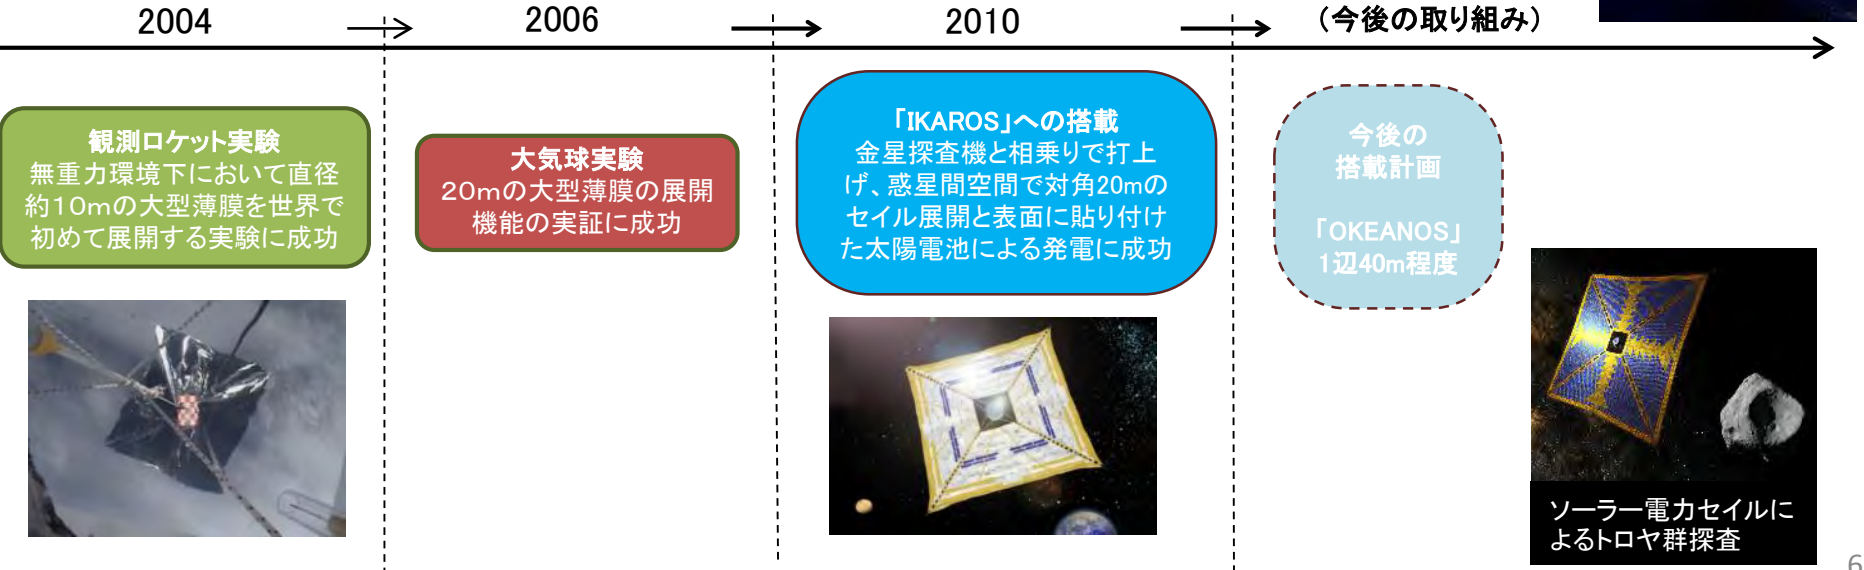 2004
2006
2010
(今後の取り組み)
観測ロケット実験
無重力環境下において直径
約10mの大型薄膜を世界で
初めて展開する実験に成功
大気球実験
20mの大型薄膜の展開
機能の実証に成功
「IKAROS」への搭載
金星探査機と相乗りで打上
げ、惑星間空間で対角20mの
セイル展開と表面に貼り付け
た太陽電池による発電に成功
今後の
搭載計画
「OKEANOS」
1辺40m程度
ソーラー電力セイルに
よるトロヤ群探査
6